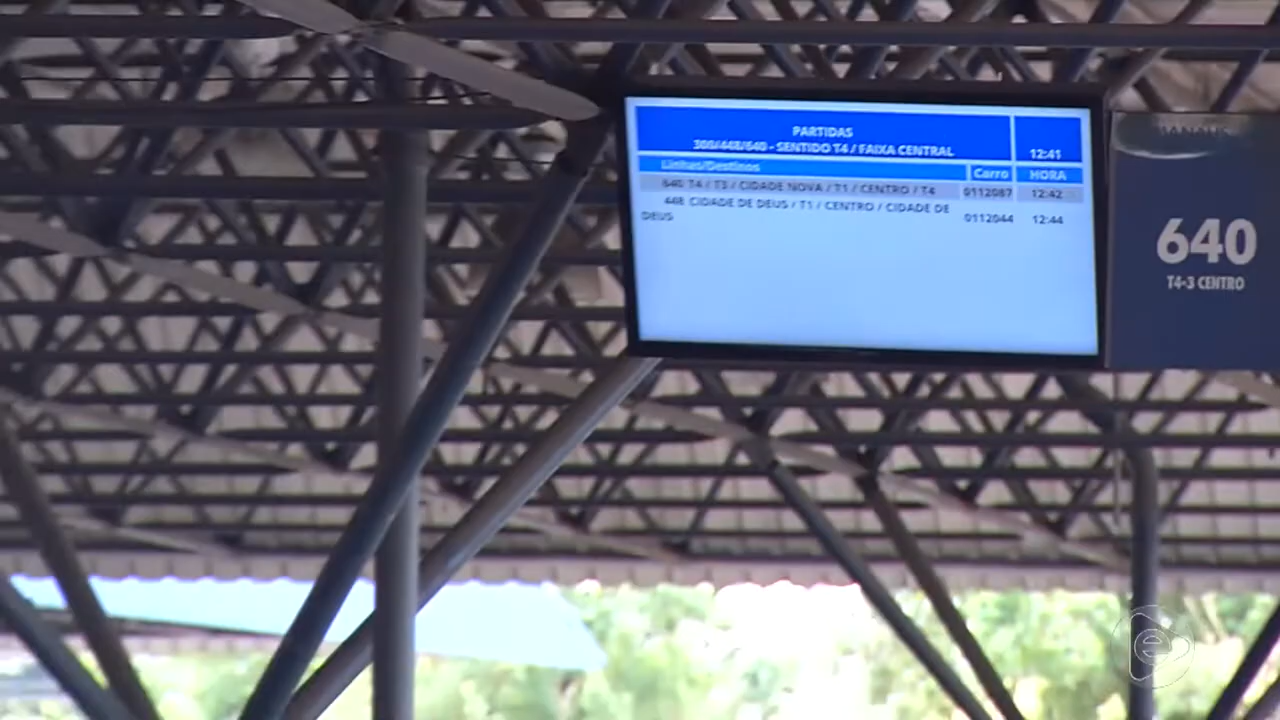 PARTIDAS
300/448/640 - SENTIDO T4 / FAIXA CENTRAL
12:41
Linhas/Destinos Carro HORA
640 T4 / T3 / CIDADE NOVA / T1 / CENTRO / T4 0112087 12:42
448 CIDADE DE DEUS / T1 / CENTRO / CIDADE DE
DEUS 0112044 12:44
MANAUS
640
T4-3 CENTRO
e